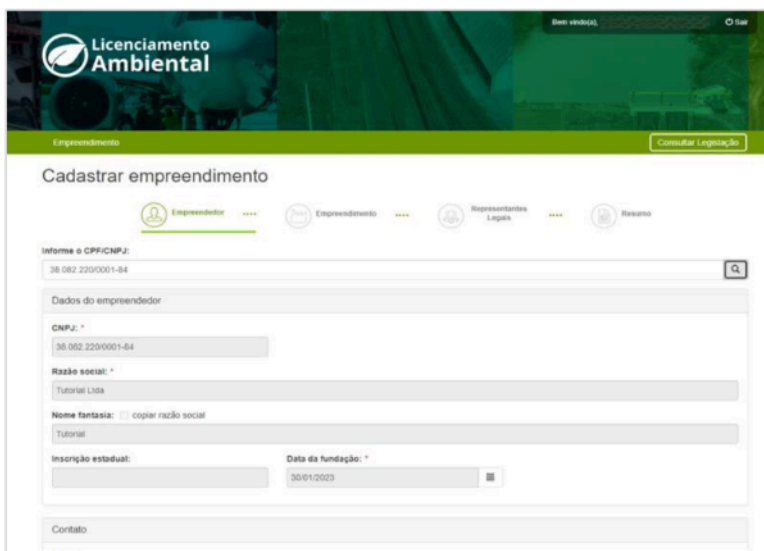 Bem vindo(a),
Sair
Licenciamento
Ambiental
Empreendimento
Consultar Legislação
Cadastrar empreendimento
Empreendedor
Empreendimento
Representantes
Legais
Resumo
Informe o CPF/CNPJ:
38.082.220/0001-84
Dados do empreendedor
CNPJ: *
38.082.220/0001-84
Razão social: *
Tutorial Ltda
Nome fantasia: copiar razão social
Tutorial
Inscrição estadual: Data da fundação: *
30/01/2023
Contato